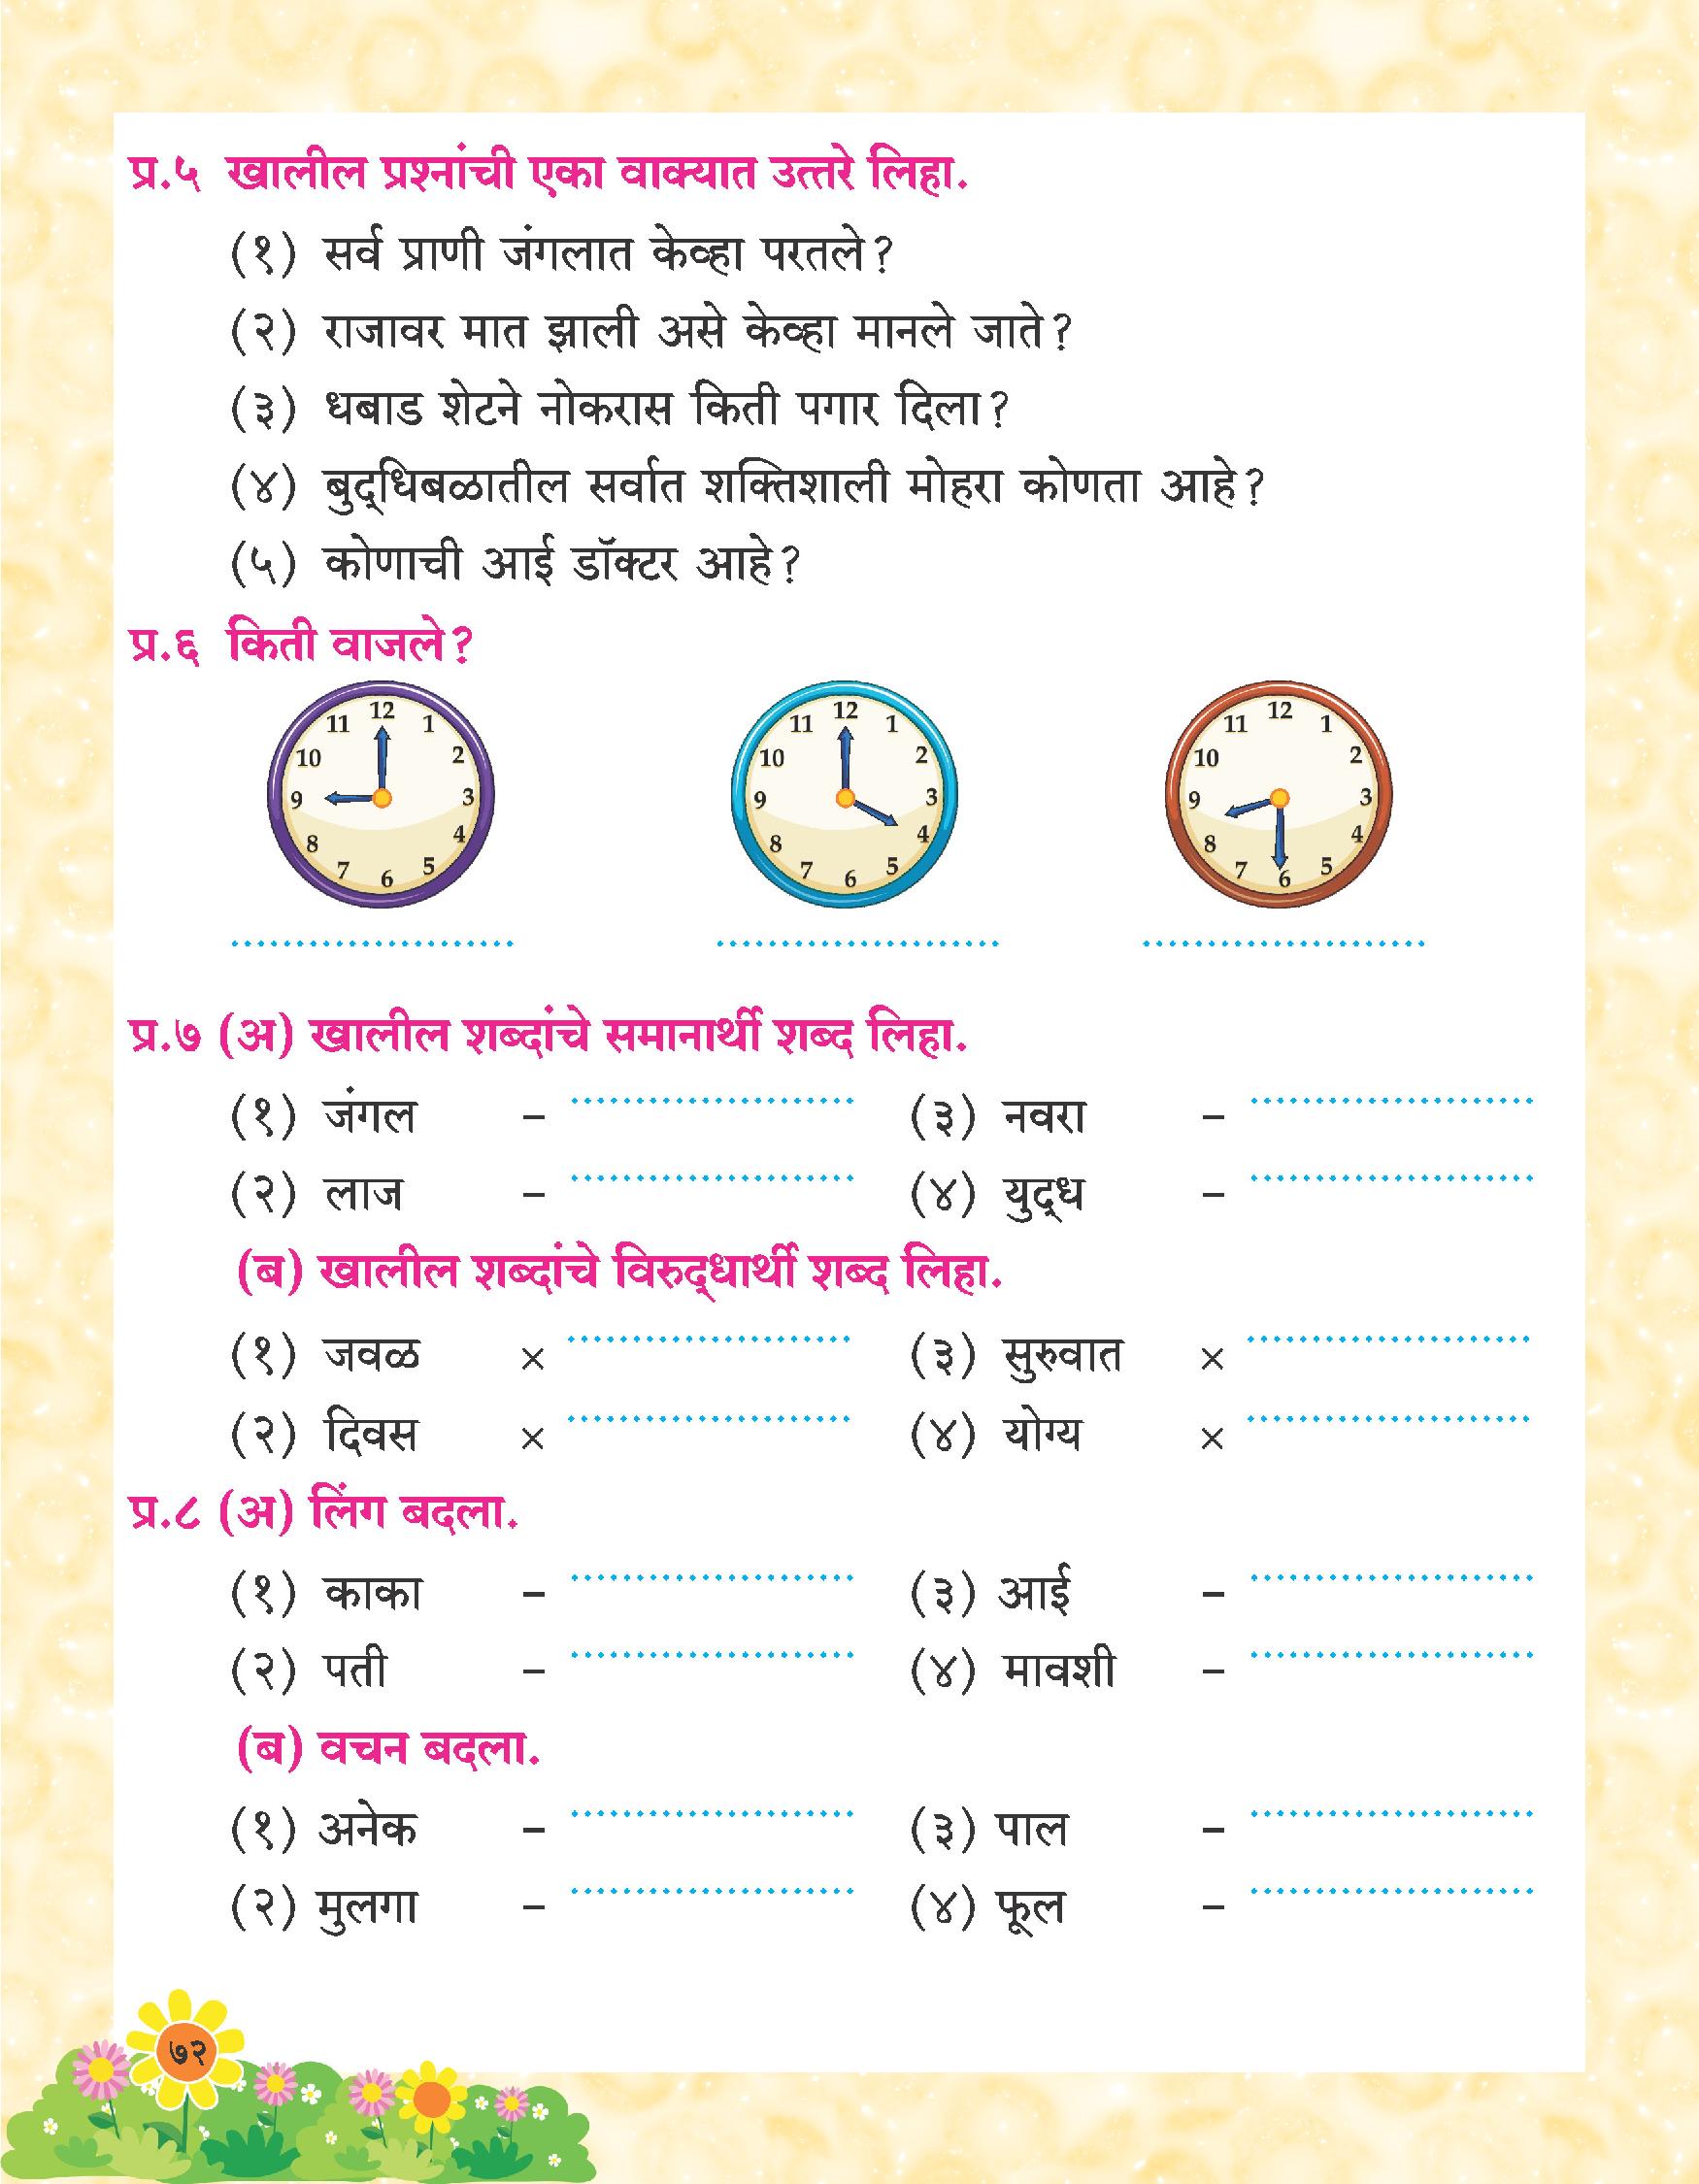 प्र.५ खालील प्रश्नांची एका वाक्यात उत्तरे लिहा.
(१) सर्व प्राणी जंगलात केव्हा परतले?
(२) राजावर मात झाली असे केव्हा मानले जाते?
(३) धबाड शेटने नोकरास किती पगार दिला?
(४) बुद्‌धिबळातील सर्वात शक्तिशाली मोहरा कोणता आहे?
(५) कोणाची आई डॉक्टर आहे?
प्र.६ किती वाजले?
12 1 2 3 4 5 6 7 8 9 10 11
12 1 2 3 4 5 6 7 8 9 10 11
12 1 2 3 4 5 6 7 8 9 10 11
प्र.७ (अ) खालील शब्दांचे समानार्थी शब्द लिहा.
(१) जंगल – ..................... (३) नवरा – .....................
(२) लाज – ..................... (४) युद्‌ध – .....................
(ब) खालील शब्दांचे विरुद्‌धार्थी शब्द लिहा.
(१) जवळ × ..................... (३) सुरुवात × .....................
(२) दिवस × ..................... (४) योग्य × .....................
प्र.८ (अ) लिंग बदला.
(१) काका – ..................... (३) आई – .....................
(२) पती – ..................... (४) मावशी – .....................
(ब) वचन बदला.
(१) अनेक – ..................... (३) पाल – .....................
(२) मुलगा – ..................... (४) फूल – .....................
७२